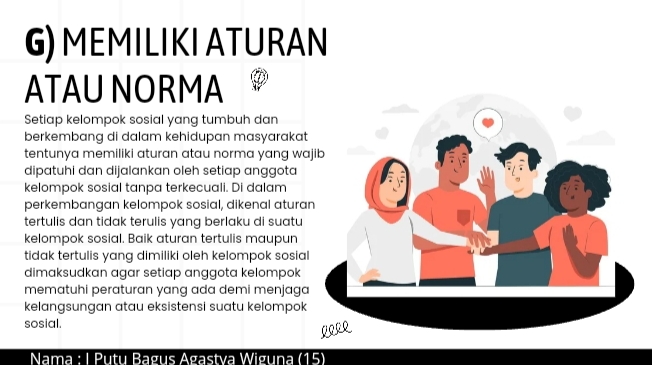 G) MEMILIKI ATURAN
ATAU NORMA
Setiap kelompok sosial yang tumbuh dan
berkembang di dalam kehidupan masyarakat
tentunya memiliki aturan atau norma yang wajib
dipatuhi dan dijalankan oleh setiap anggota
kelompok sosial tanpa terkecuali. Di dalam
perkembangan kelompok sosial, dikenal aturan
tertulis dan tidak terulis yang berlaku di suatu
kelompok sosial. Baik aturan tertulis maupun
tidak tertulis yang dimiliki oleh kelompok sosial
dimaksudkan agar setiap anggota kelompok
mematuhi peraturan yang ada demi menjaga
kelangsungan atau eksistensi suatu kelompok
sosial.
Nama : I Putu Bagus Agastya Wiguna (15)